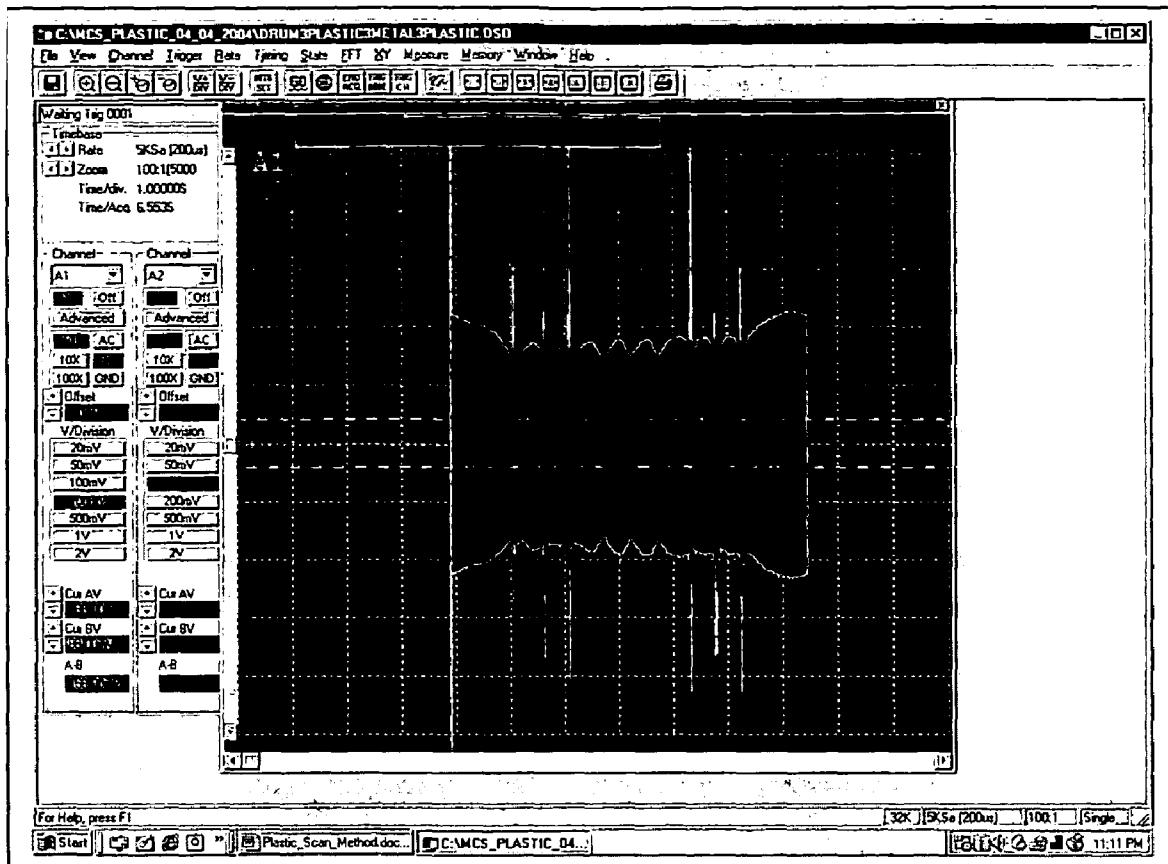 C:\MCS_PLASTIC_04_04_2004\DRUM3PLASTIC3METAL3PLASTIC.DSO
File View Channel Trigger Data Timing State FFT XY Measure Memory Window Help
Waiting Trig 0001
Timebase
Rate 5KSa (200us)
Zoom 100:1(5000
Time/div. 1.00000S
Time/Acq 6.5535
A1
Channel Channel
A1 A2
Off Off
Advanced Advanced
AC AC
10X 10X
100X GND 100X GND
Offset Offset
V/Division V/Division
20mV 20mV
50mV 50mV
100mV
200mV
500mV 500mV
1V 1V
2V 2V
Cur AV Cur AV
Cur BV Cur BV
A-B A-B
For Help, press F1 32K 5KSa (200us) 100:1 Single
Start Plastic_Scan_Method.doc... C:\MCS_PLASTIC_04... 11:11 PM